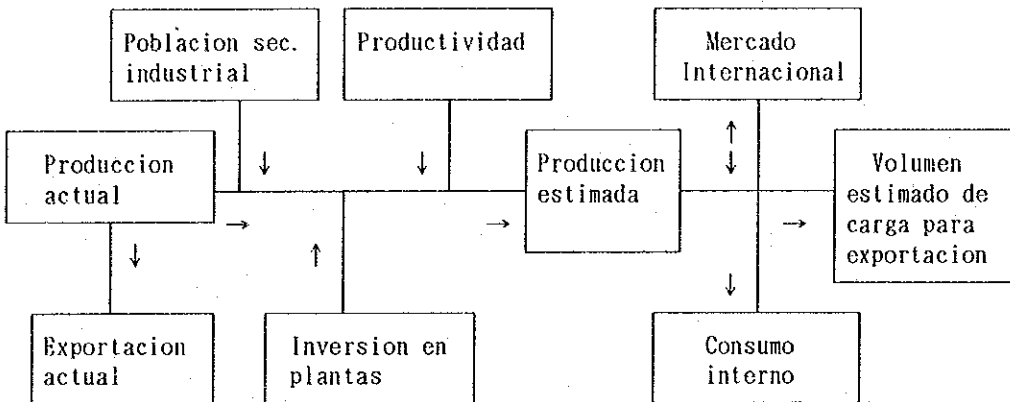 Poblacion sec.
industrial
Productividad
Mercado
Internacional
Produccion
actual
Produccion
estimada
Volumen
estimado de
carga para
exportacion
Exportacion
actual
Inversion en
plantas
Consumo
interno